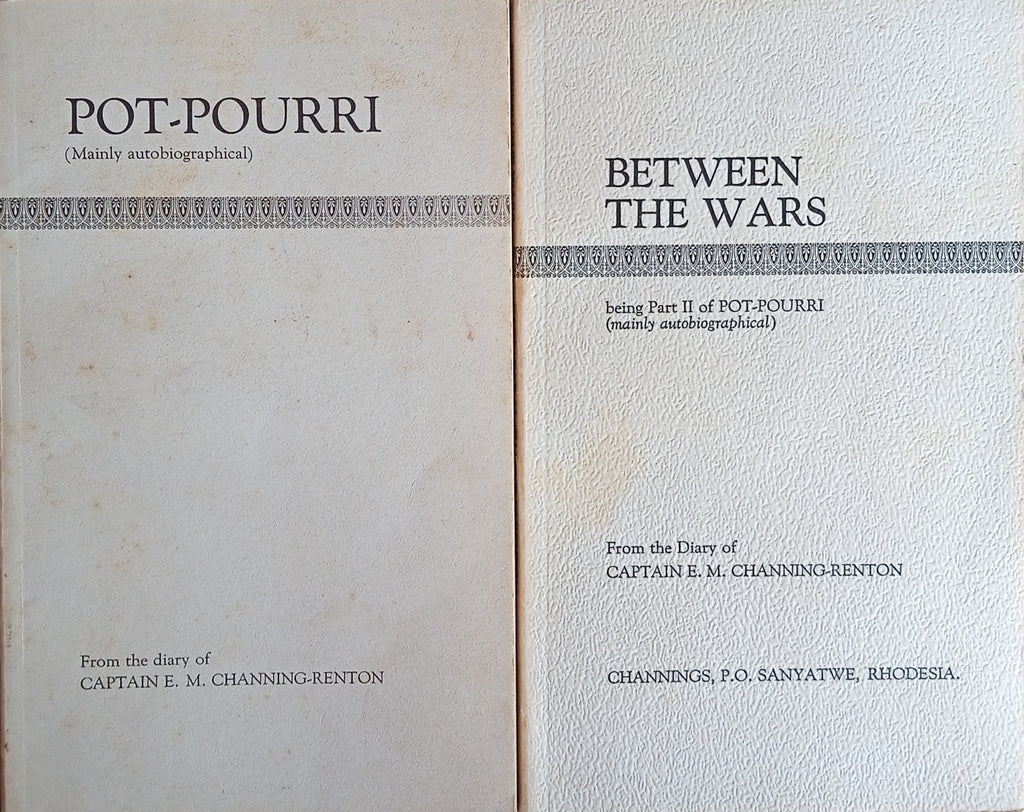 POT-POURRI
(Mainly autobiographical)
From the diary of
CAPTAIN E. M. CHANNING-RENTON
BETWEEN
THE WARS
being Part II of POT-POURRI
(mainly autobiographical)
From the Diary of
CAPTAIN E. M. CHANNING-RENTON
CHANNINGS, P.O. SANYATWE, RHODESIA.